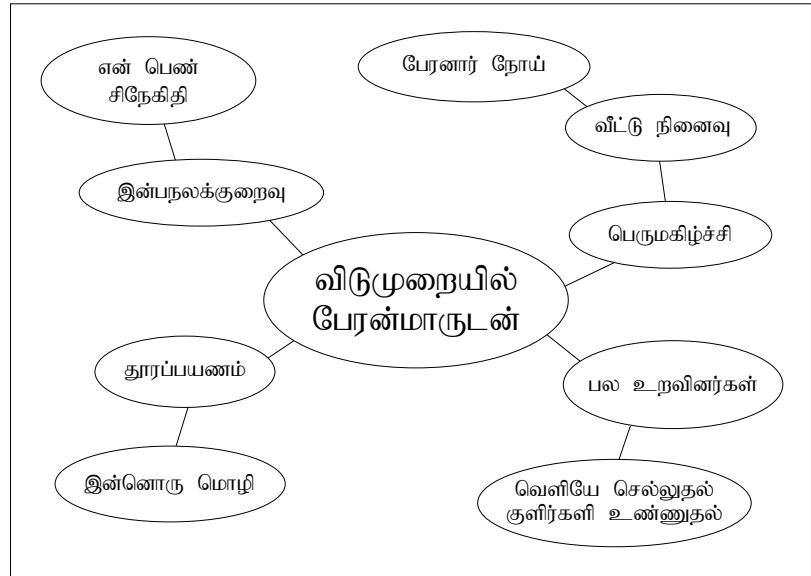 என் பெண்
சிநேகிதி
பேரனார் நோய்
வீட்டு நினைவு
இன்பநலக்குறைவு
பெருமகிழ்ச்சி
விடுமுறையில்
பேரன்மாருடன்
தூரப்பயணம்
பல உறவினர்கள்
இன்னொரு மொழி
வெளியே செல்லுதல்
குளிர்களி உண்ணுதல்